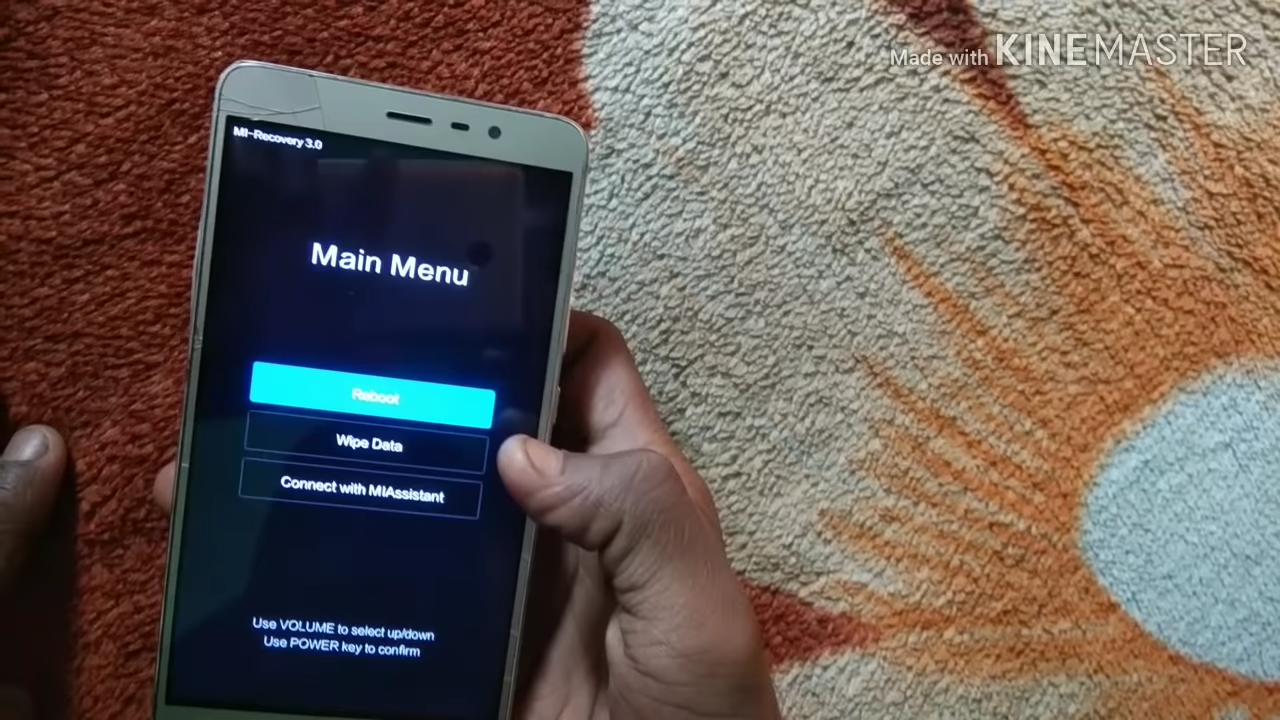 Made with KINEMASTER
MI-Recovery 3.0
Main Menu
Reboot
Wipe Data
Connect with MIAssistant
Use VOLUME to select up/down
Use POWER key to confirm